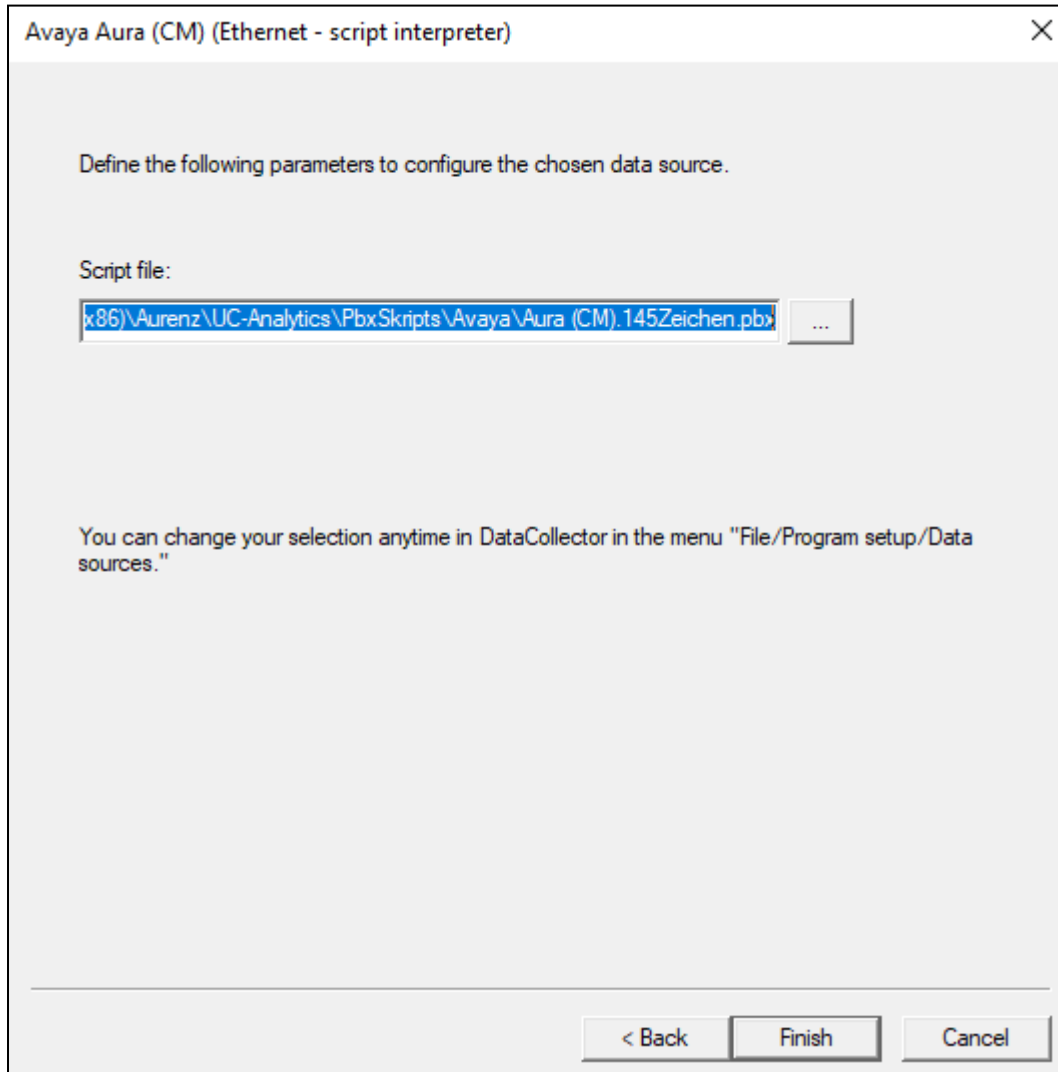 Avaya Aura (CM) (Ethernet - script interpreter)
Define the following parameters to configure the chosen data source.
Script file:
x86)\Aurenz\UC-Analytics\PbxSkripts\Avaya\Aura (CM).145Zeichen.pbx
...
You can change your selection anytime in DataCollector in the menu "File/Program setup/Data
sources."
< Back
Finish
Cancel